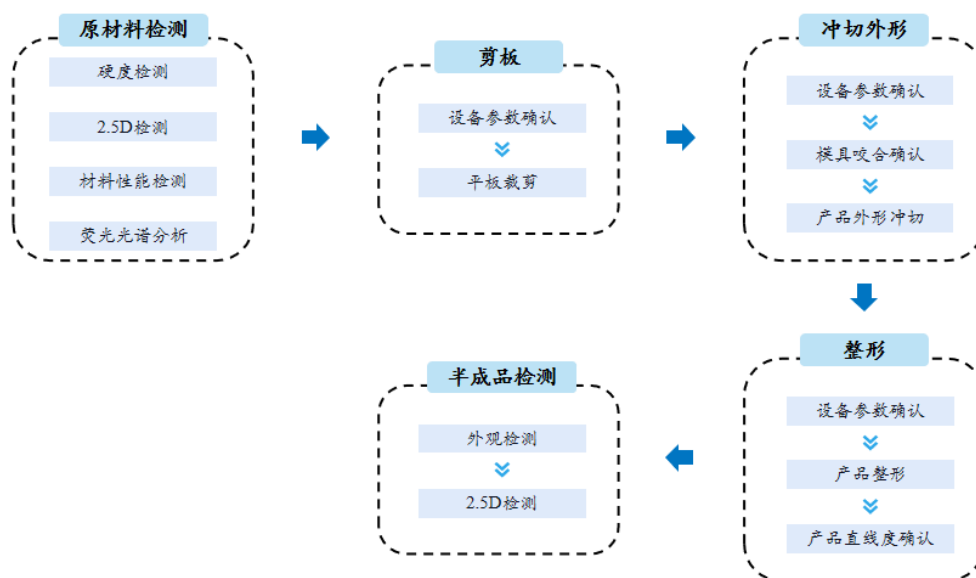 原材料检测
硬度检测
2.5D检测
材料性能检测
荧光光谱分析
剪板
设备参数确认
平板裁剪
冲切外形
设备参数确认
模具咬合确认
产品外形冲切
整形
设备参数确认
产品整形
产品直线度确认
半成品检测
外观检测
2.5D检测